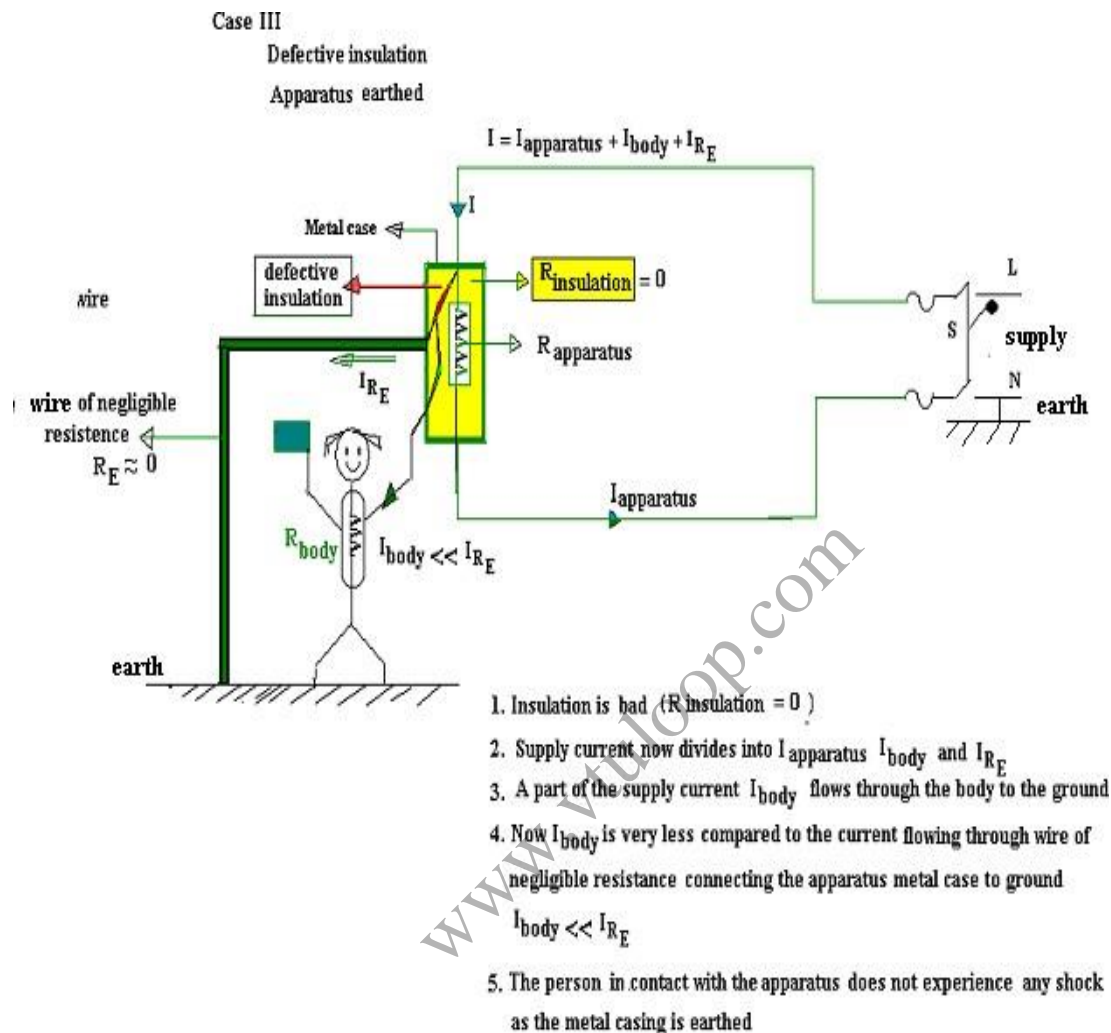 Case III
Defective insulation
Apparatus earthed
I = Iapparatus + Ibody + IRE
I
Metal case
defective
insulation
Rinsulation = 0
wire
L
S
supply
Rapparatus
IRE
N
earth
wire of negligible
resistence
RE ≈ 0
Iapparatus
Rbody
Ibody << IRE
earth
1. Insulation is bad (R insulation = 0 )
2. Supply current now divides into I apparatus Ibody and IRE
3. A part of the supply current Ibody flows through the body to the ground
4. Now Ibody is very less compared to the current flowing through wire of
negligible resistance connecting the apparatus metal case to ground
Ibody << IRE
5. The person in contact with the apparatus does not experience any shock
as the metal casing is earthed
www.vtuloop.com